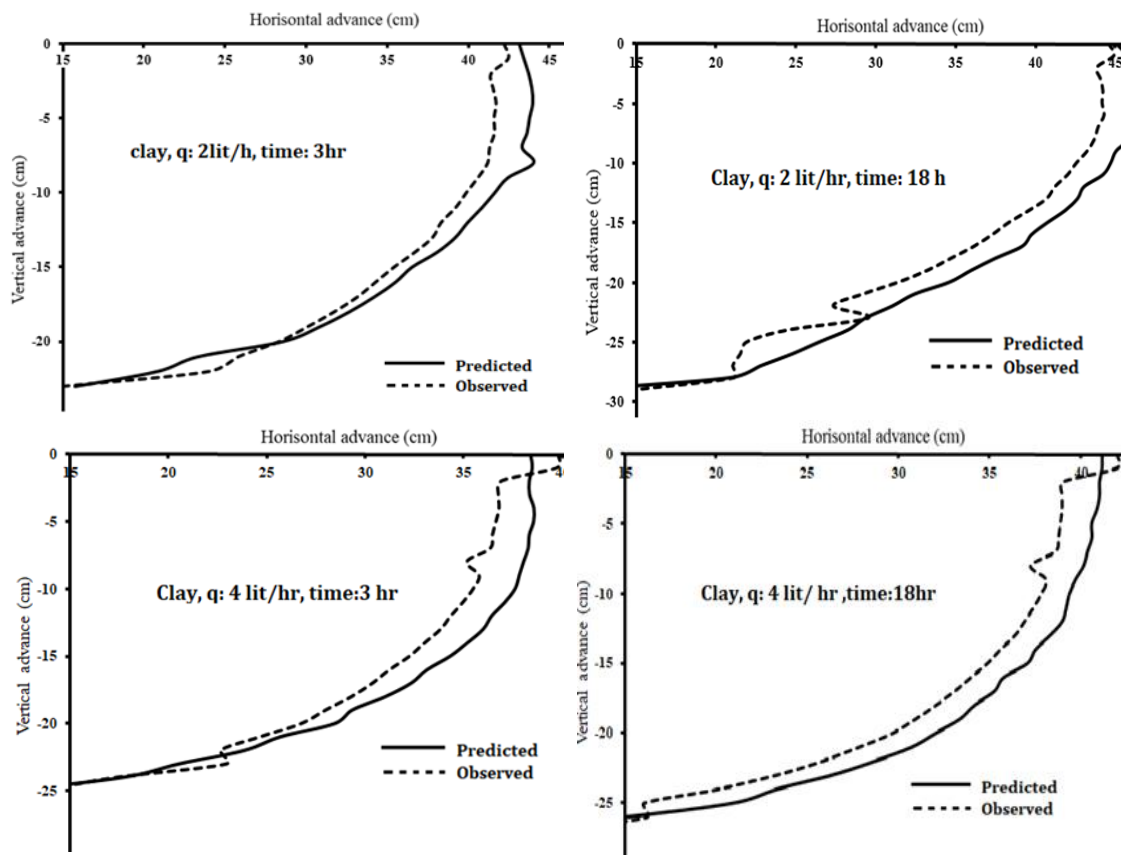 Horisontal advance (cm)
0
15 20 25 30 35 40 45
-5
-10
-15
-20
Vertical advance (cm)
clay, q: 2lit/h, time: 3hr
Predicted
Observed
Horisontal advance (cm)
0
15 20 25 30 35 40 45
-5
-10
-15
-20
-25
-30
Vertical advance (cm)
Clay, q: 2 lit/hr, time: 18 h
Predicted
Observed
Horisontal advance (cm)
0
15 20 25 30 35 40
-5
-10
-15
-20
-25
Vertical advance (cm)
Clay, q: 4 lit/hr, time:3 hr
Predicted
Observed
Horisontal advance (cm)
0
15 20 25 30 35 40
-5
-10
-15
-20
-25
Vertical advance (cm)
Clay, q: 4 lit/ hr ,time:18hr
Predicted
Observed